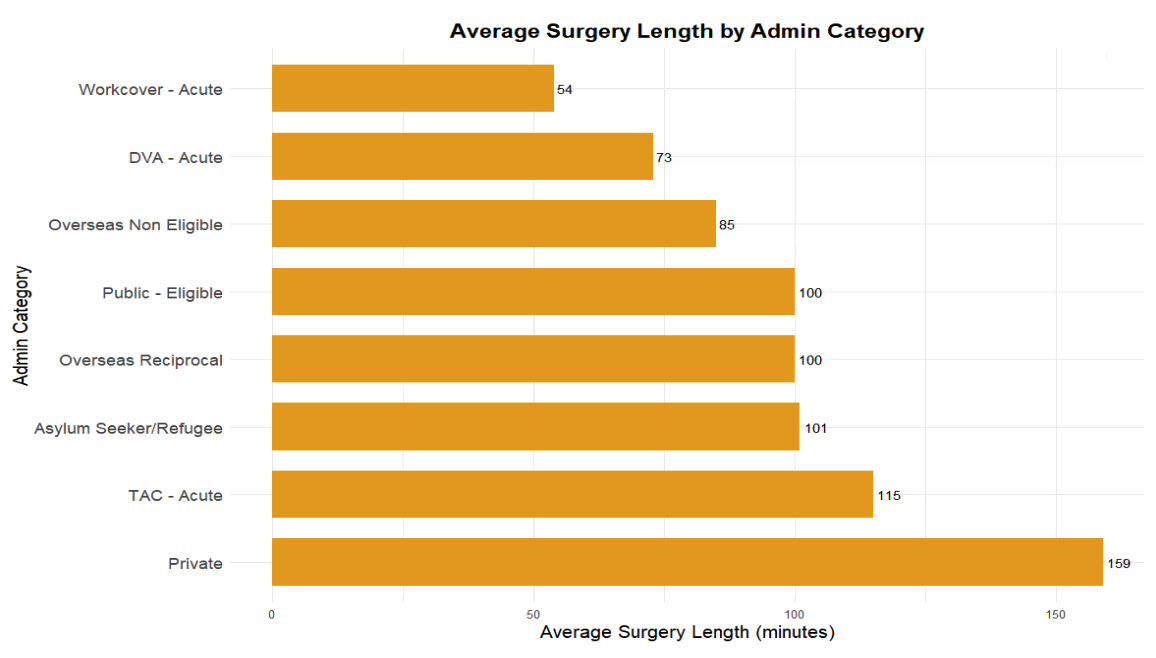 Average Surgery Length by Admin Category
Workcover - Acute
54
DVA - Acute
73
Overseas Non Eligible
85
Public - Eligible
100
Overseas Reciprocal
100
Asylum Seeker/Refugee
101
TAC - Acute
115
Private
159
Admin Category
0
50
100
150
Average Surgery Length (minutes)